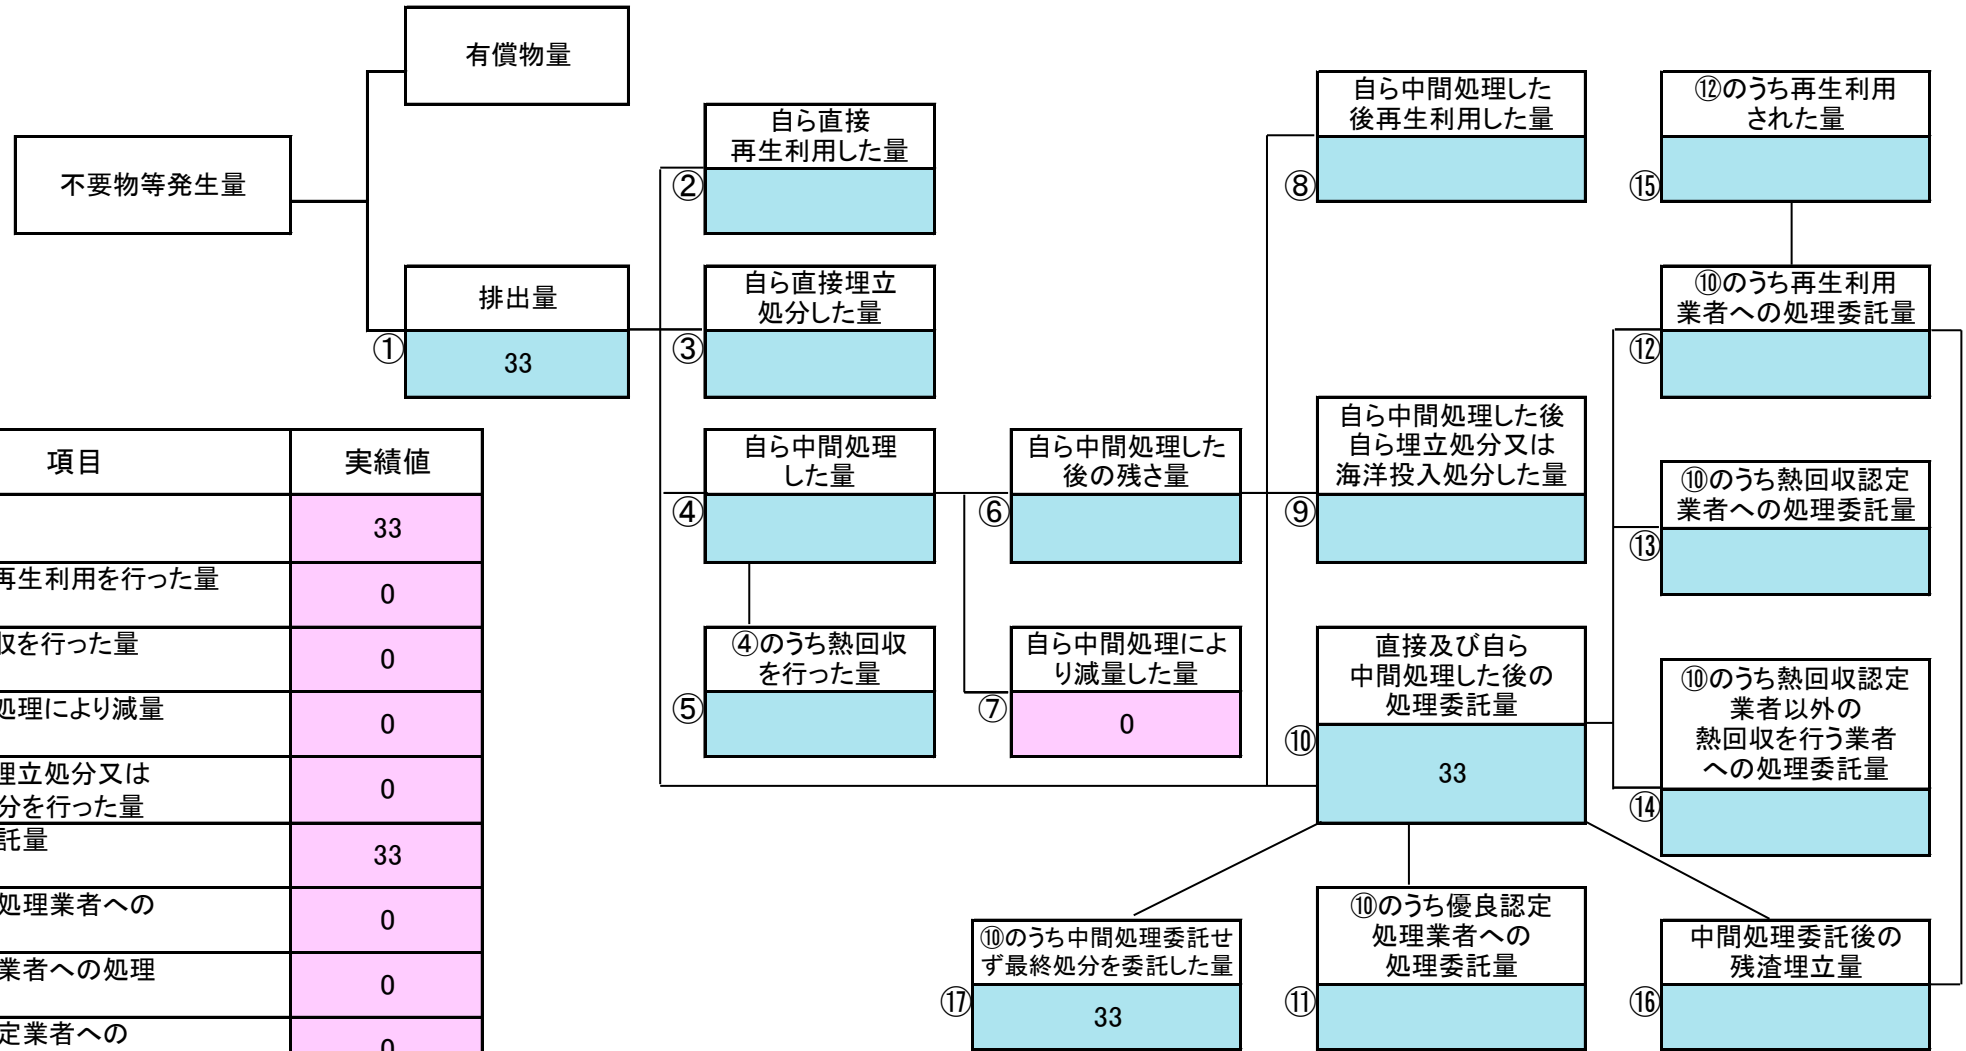 有償物量
不要物等発生量
排出量
①
33
自ら直接
再生利用した量
②
自ら直接埋立
処分した量
③
自ら中間処理
した量
④
④のうち熱回収
を行った量
⑤
自ら中間処理した
後の残さ量
⑥
自ら中間処理によ
り減量した量
⑦
0
自ら中間処理した
後再生利用した量
⑧
自ら中間処理した後
自ら埋立処分又は
海洋投入処分した量
⑨
直接及び自ら
中間処理した後の
処理委託量
⑩
33
⑫のうち再生利用
された量
⑮
⑩のうち再生利用
業者への処理委託量
⑫
⑩のうち熱回収認定
業者への処理委託量
⑬
⑩のうち熱回収認定
業者以外の
熱回収を行う業者
への処理委託量
⑭
⑩のうち中間処理委託せ
ず最終処分を委託した量
⑰
33
⑩のうち優良認定
処理業者への
処理委託量
⑪
中間処理委託後の
残渣埋立量
⑯
項目
実績値
33
再生利用を行った量
0
収を行った量
0
処理により減量
0
埋立処分又は
分を行った量
0
託量
33
処理業者への
0
業者への処理
0
定業者への
0